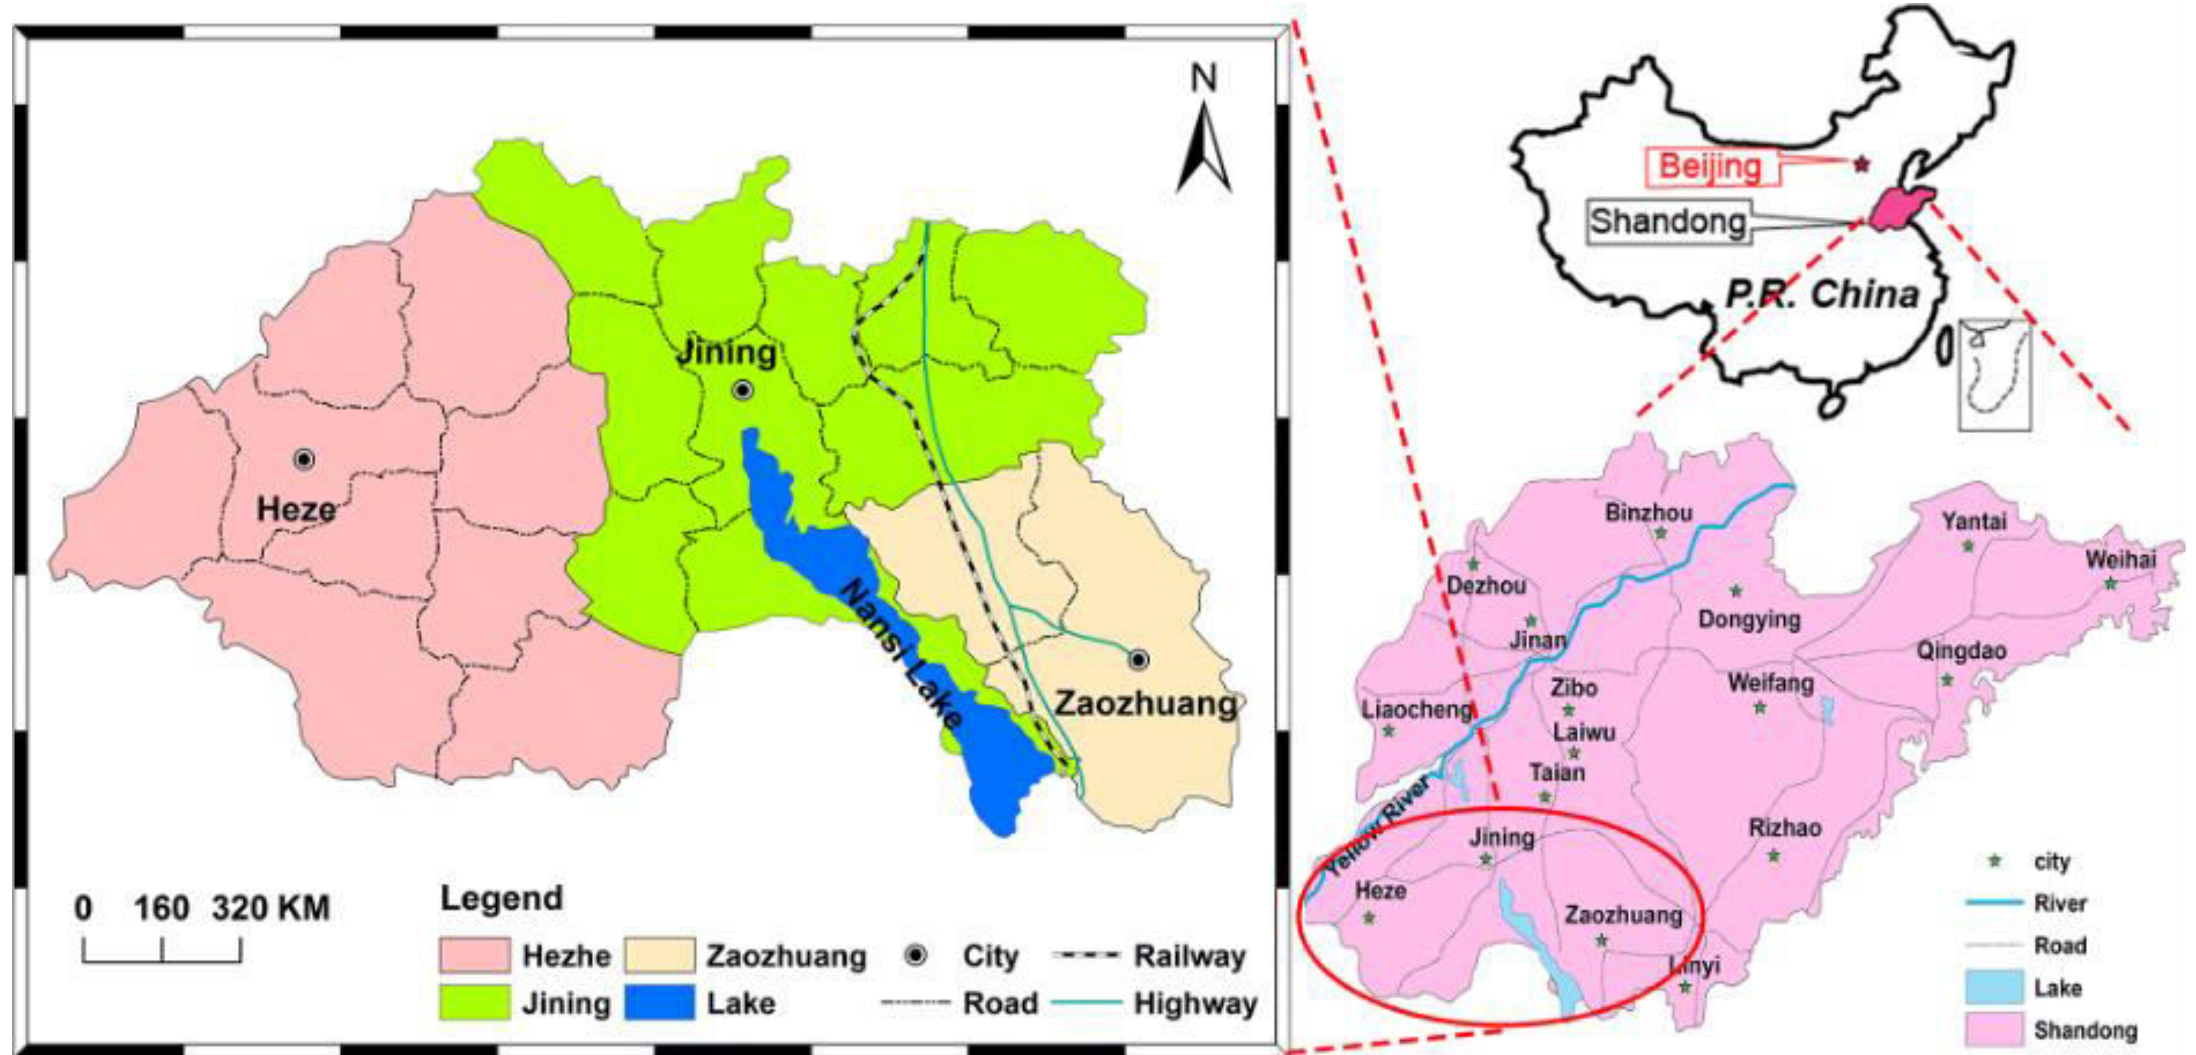 N
Jining
Heze
Nansi Lake
Zaozhuang
0 160 320 KM
Legend
Hezhe
Zaozhuang
City
Railway
Jining
Lake
Road
Highway
Beijing
Shandong
P.R. China
Binzhou
Yantai
Weihai
Dezhou
Dongying
Jinan
Qingdao
Zibo
Weifang
Liaocheng
Laiwu
Taian
Yellow River
Jining
Rizhao
Heze
Zaozhuang
Linyi
city
River
Road
Lake
Shandong